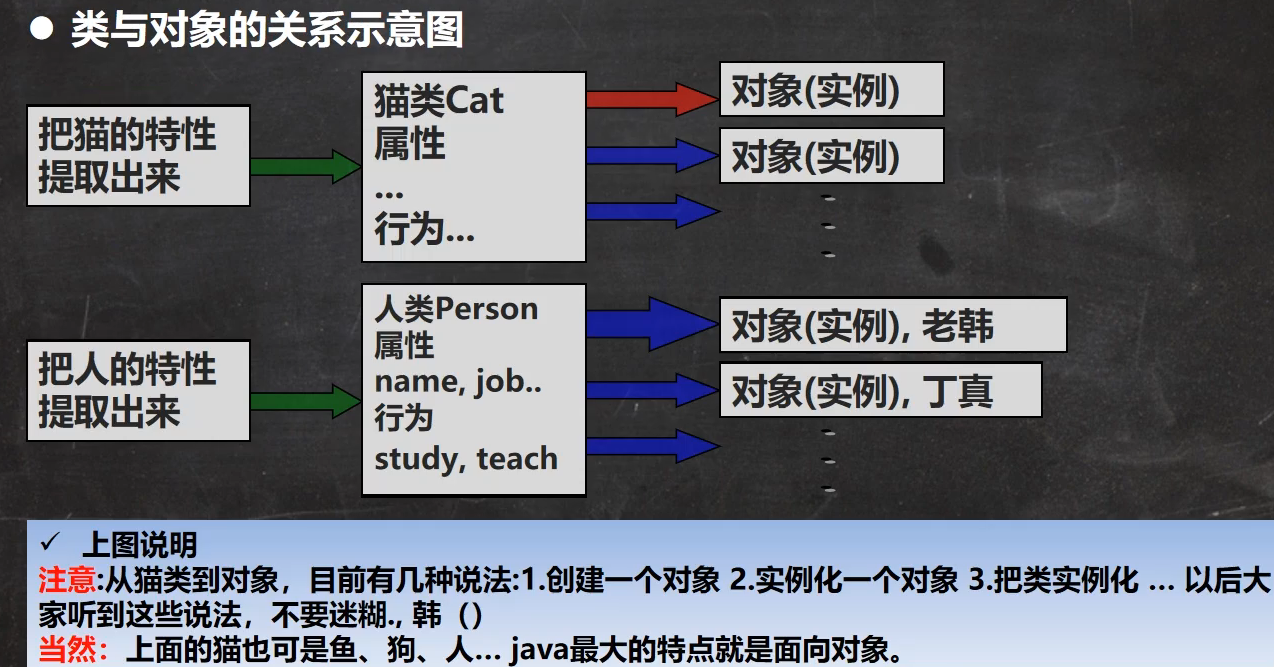 ● 类与对象的关系示意图
把猫的特性
提取出来
猫类Cat
属性
...
行为...
对象(实例)
对象(实例)
把人的特性
提取出来
人类Person
属性
name, job..
行为
study, teach
对象(实例), 老韩
对象(实例), 丁真
✓ 上图说明
注意:从猫类到对象，目前有几种说法:1.创建一个对象 2.实例化一个对象 3.把类实例化 ... 以后大
家听到这些说法，不要迷糊., 韩（）
当然：上面的猫也可是鱼、狗、人... java最大的特点就是面向对象。